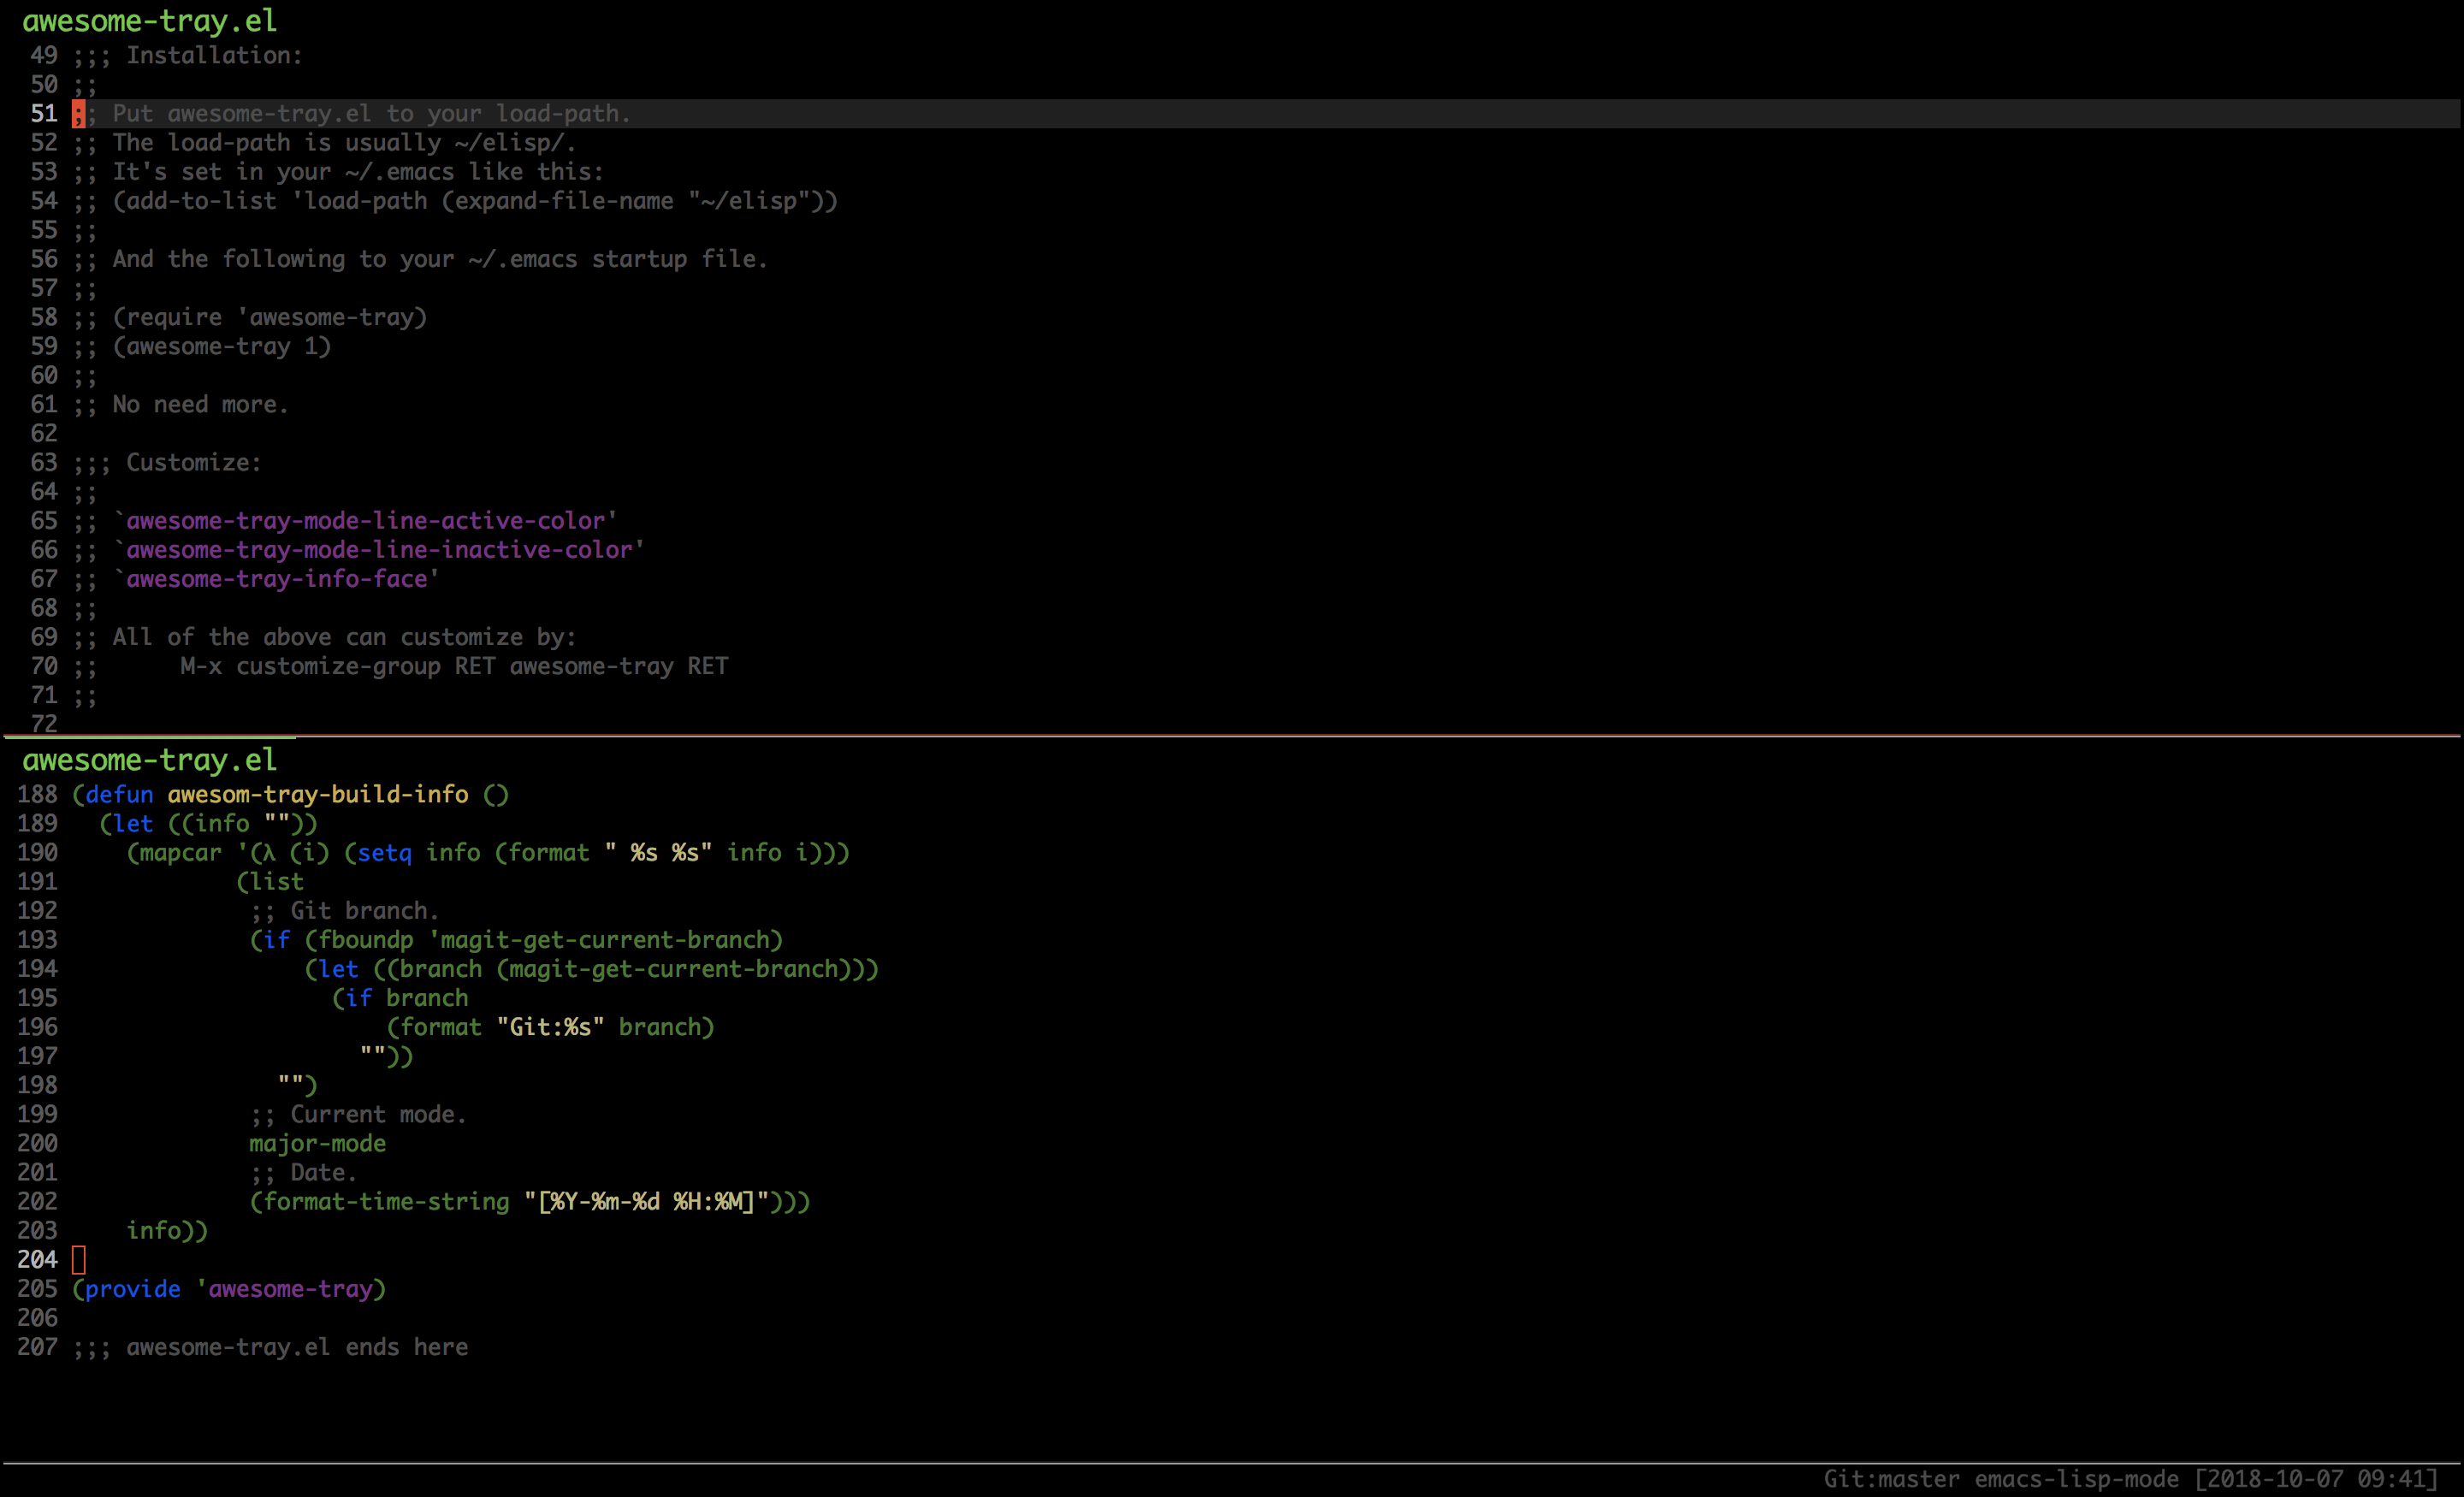 awesome-tray.el
49 ;;; Installation:
50 ;;
51 ;; Put awesome-tray.el to your load-path.
52 ;; The load-path is usually ~/elisp/.
53 ;; It's set in your ~/.emacs like this:
54 ;; (add-to-list 'load-path (expand-file-name "~/elisp"))
55 ;;
56 ;; And the following to your ~/.emacs startup file.
57 ;;
58 ;; (require 'awesome-tray)
59 ;; (awesome-tray 1)
60 ;;
61 ;; No need more.
62
63 ;;; Customize:
64 ;;
65 ;; `awesome-tray-mode-line-active-color'
66 ;; `awesome-tray-mode-line-inactive-color'
67 ;; `awesome-tray-info-face'
68 ;;
69 ;; All of the above can customize by:
70 ;;      M-x customize-group RET awesome-tray RET
71 ;;
72
awesome-tray.el
188 (defun awesom-tray-build-info ()
189   (let ((info ""))
190     (mapcar '(λ (i) (setq info (format " %s %s" info i)))
191             (list
192              ;; Git branch.
193              (if (fboundp 'magit-get-current-branch)
194                  (let ((branch (magit-get-current-branch)))
195                    (if branch
196                        (format "Git:%s" branch)
197                      ""))
198                "")
199              ;; Current mode.
200              major-mode
201              ;; Date.
202              (format-time-string "[%Y-%m-%d %H:%M]")))
203     info))
204
205 (provide 'awesome-tray)
206
207 ;;; awesome-tray.el ends here
Git:master emacs-lisp-mode [2018-10-07 09:41]